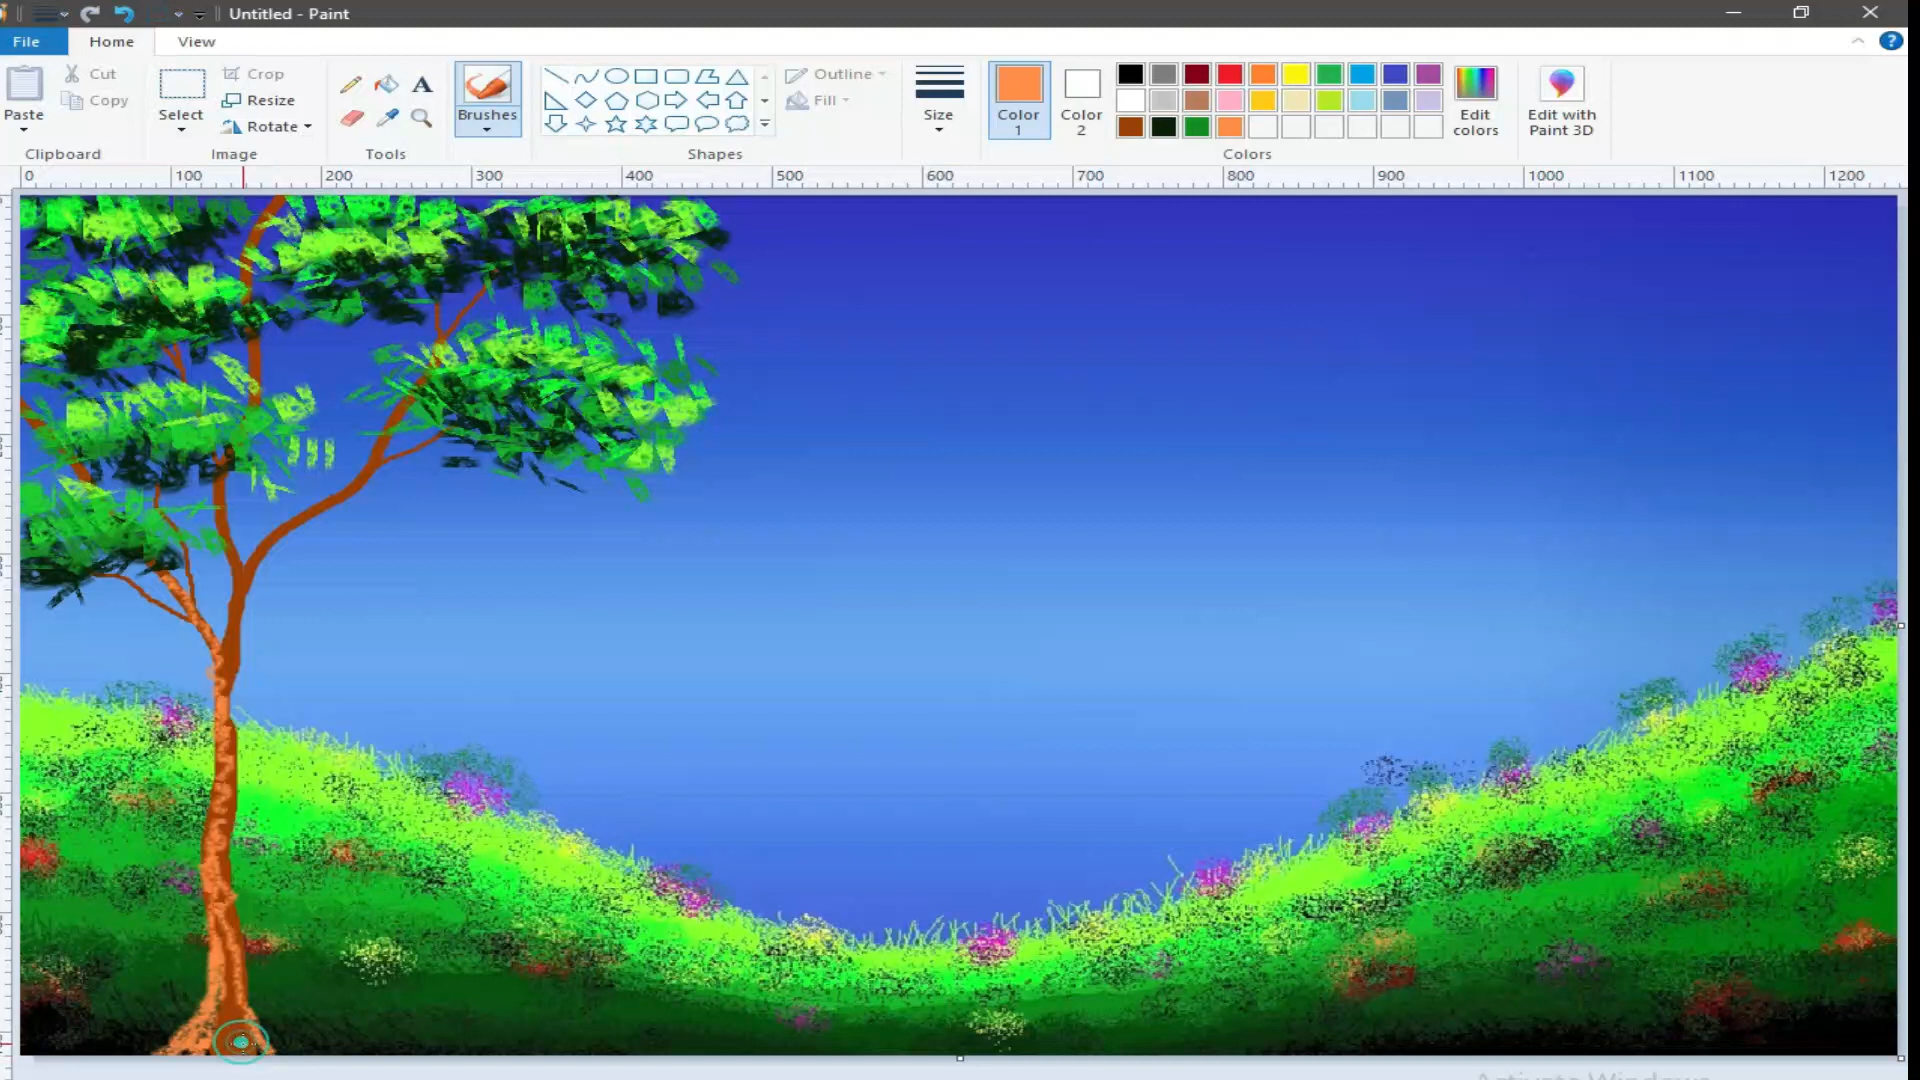 Untitled - Paint
File Home View
Paste
Cut
Copy
Clipboard
Select
Crop
Resize
Rotate
Image
A
Tools
Brushes
Outline
Fill
Shapes
Size
Color 1
Color 2
Edit colors
Colors
Edit with Paint 3D
0 100 200 300 400 500 600 700 800 900 1000 1100 1200
Activate Windows